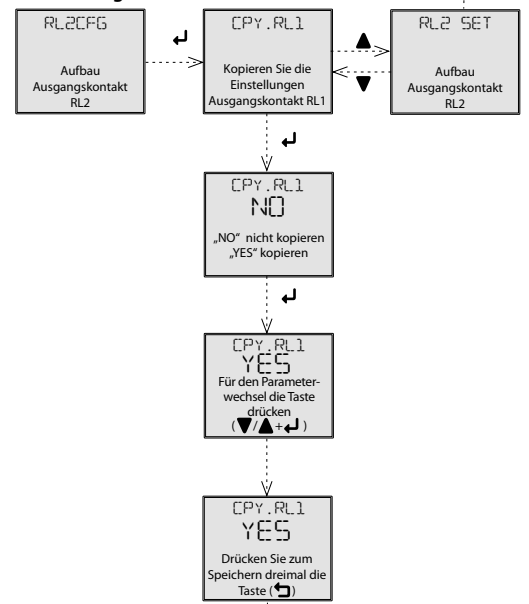 RL2CFG
Aufbau
Ausgangskontakt
RL2
CPY.RL1
Kopieren Sie die
Einstellungen
Ausgangskontakt RL1
RL2 SET
Aufbau
Ausgangskontakt
RL2
CPY.RL1
NO
„NO“ nicht kopieren
„YES“ kopieren
CPY.RL1
YES
Für den Parameter-
wechsel die Taste
drücken
(▼/▲+↵)
CPY.RL1
YES
Drücken Sie zum
Speichern dreimal die
Taste (⮌)